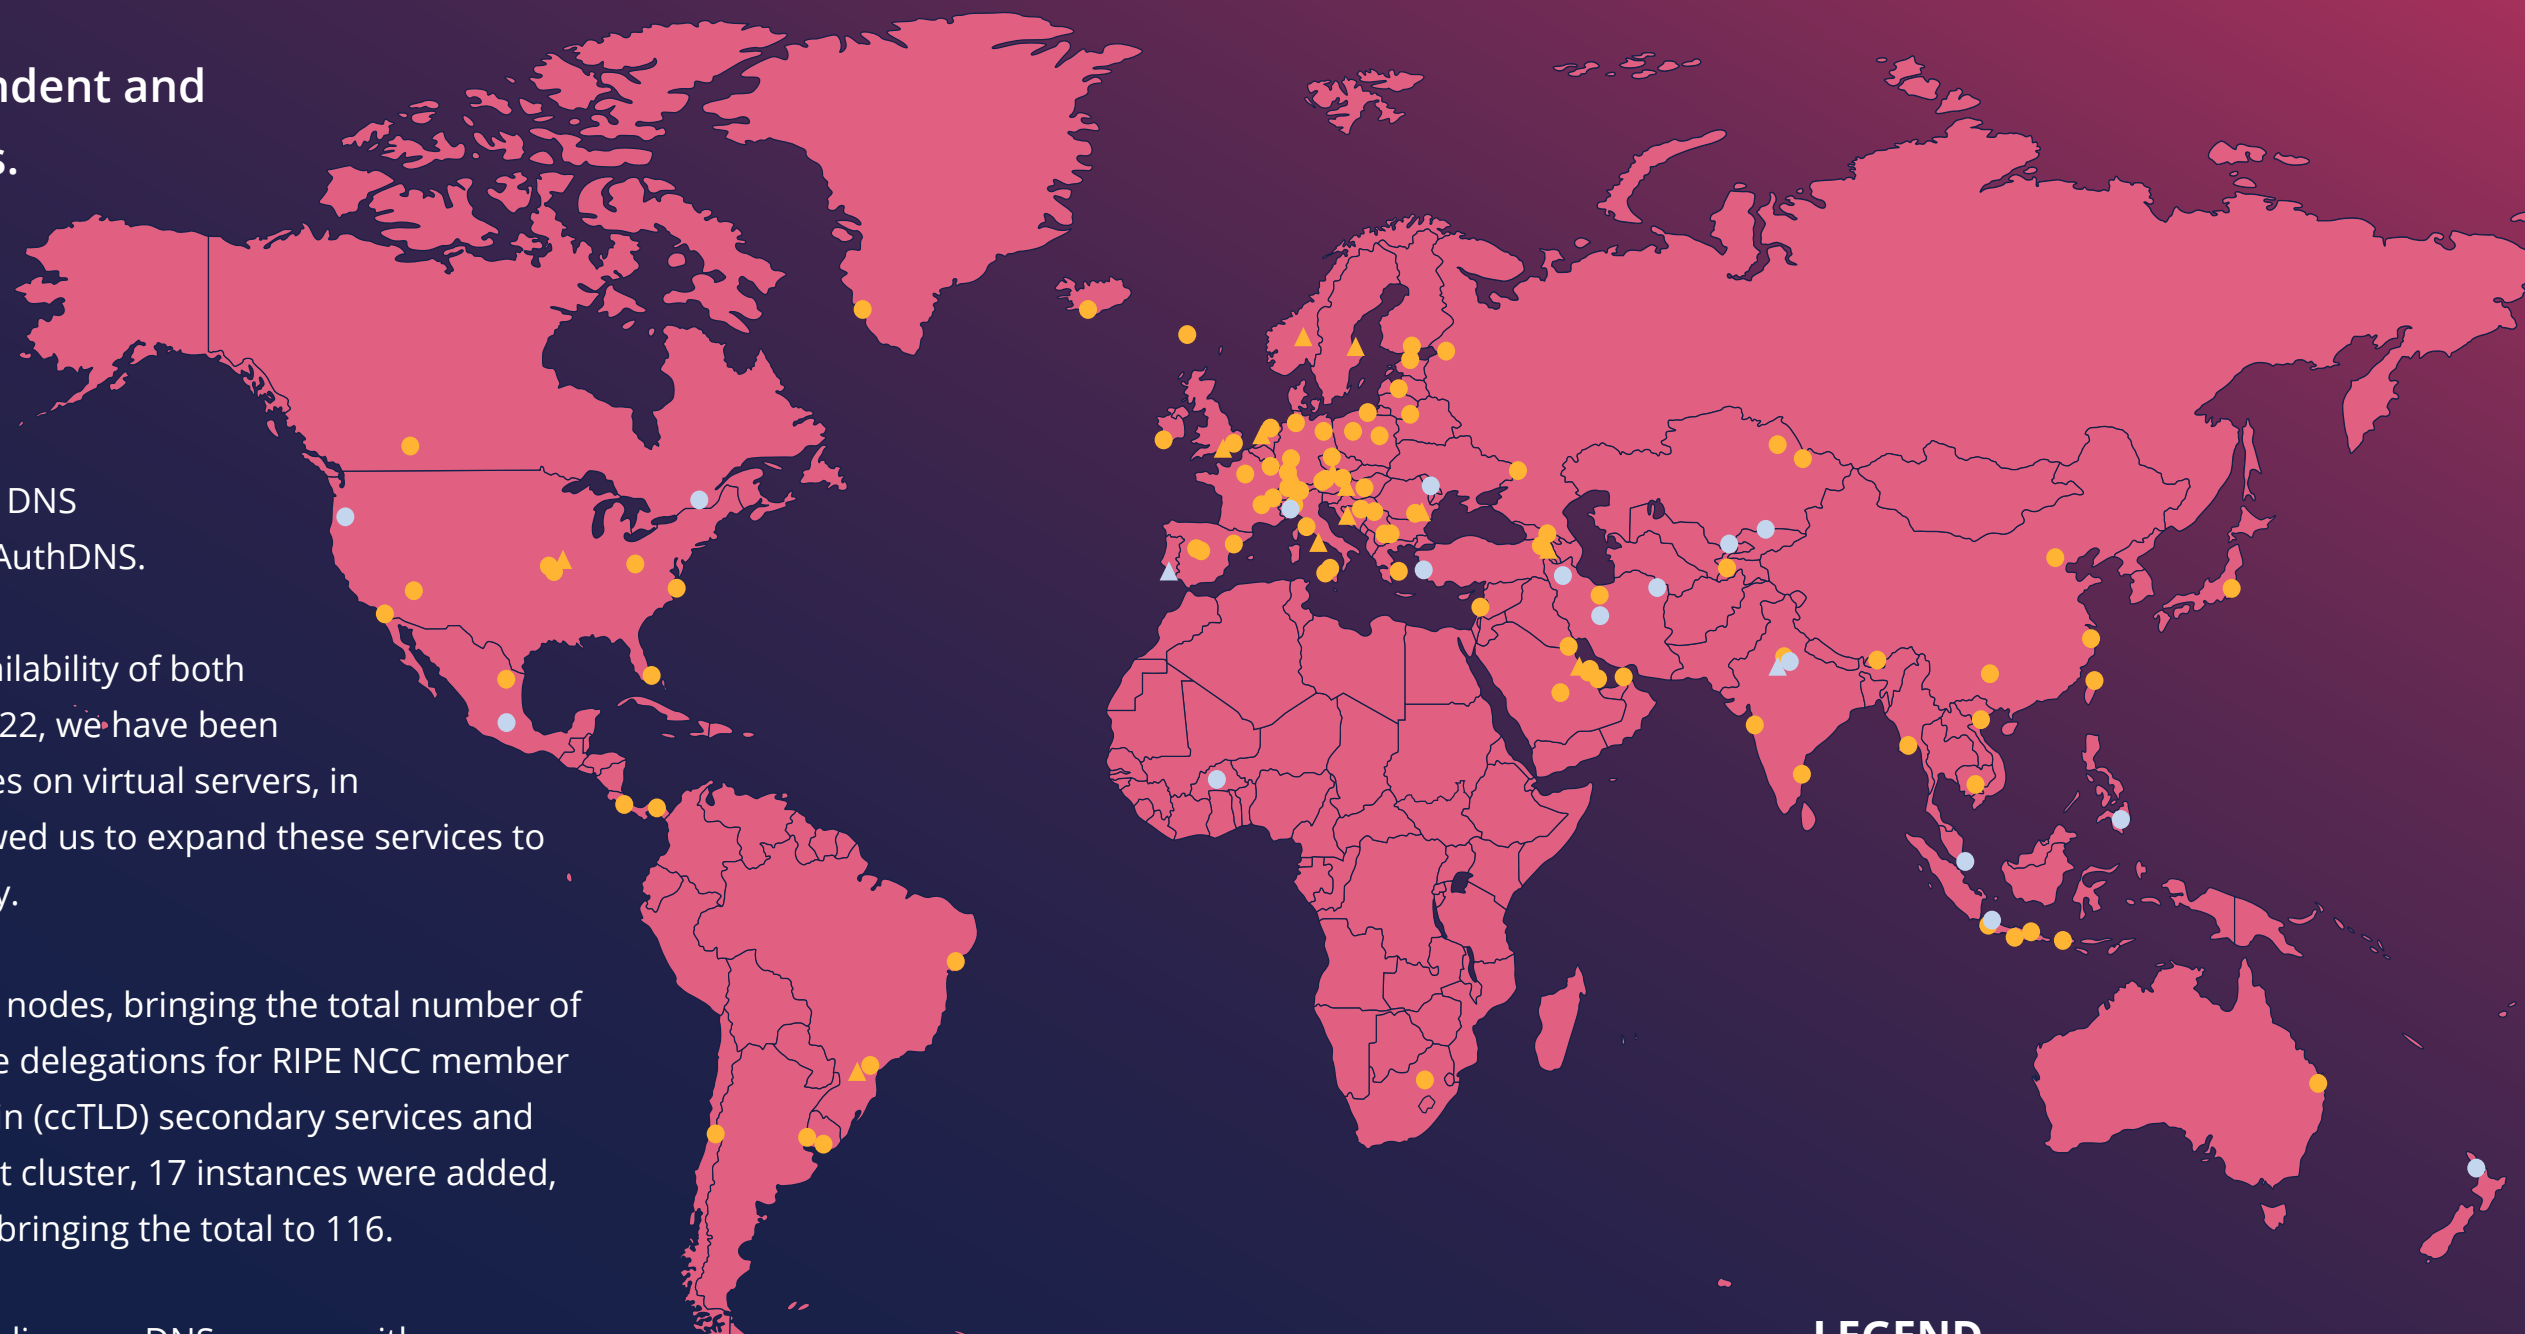 ndent and
s.
DNS
AuthDNS.
ilability of both
22, we have been
es on virtual servers, in
wed us to expand these services to
y.
nodes, bringing the total number of
e delegations for RIPE NCC member
in (ccTLD) secondary services and
t cluster, 17 instances were added,
bringing the total to 116.
DNS
LEGEND